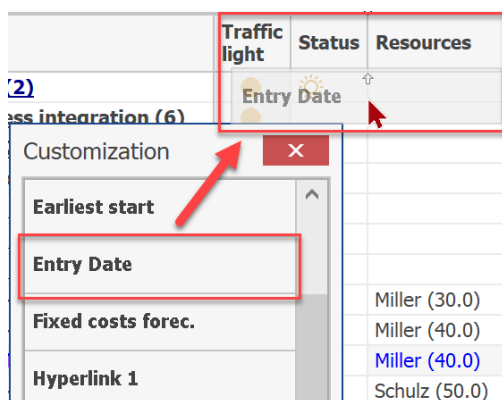 Traffic
light
Status
Resources
(2)
Entry Date
ess integration (6)
Customization
Earliest start
Entry Date
Fixed costs forec.
Hyperlink 1
Miller (30.0)
Miller (40.0)
Miller (40.0)
Schulz (50.0)